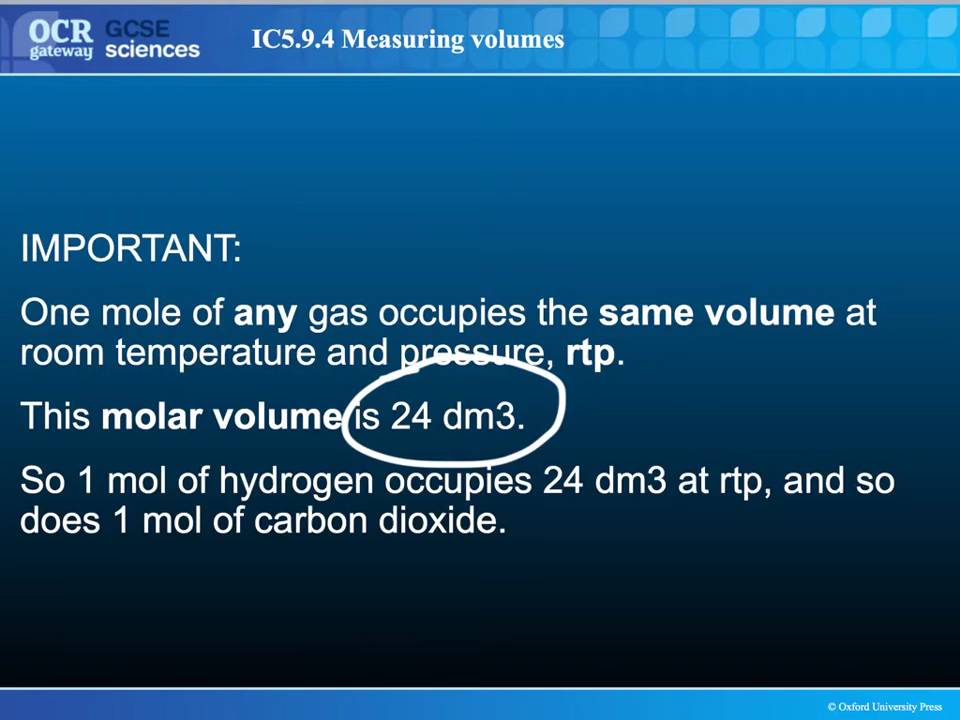 OCR gateway GCSE sciences
IC5.9.4 Measuring volumes
IMPORTANT:
One mole of any gas occupies the same volume at
room temperature and pressure, rtp.
This molar volume is 24 dm3.
So 1 mol of hydrogen occupies 24 dm3 at rtp, and so
does 1 mol of carbon dioxide.
© Oxford University Press